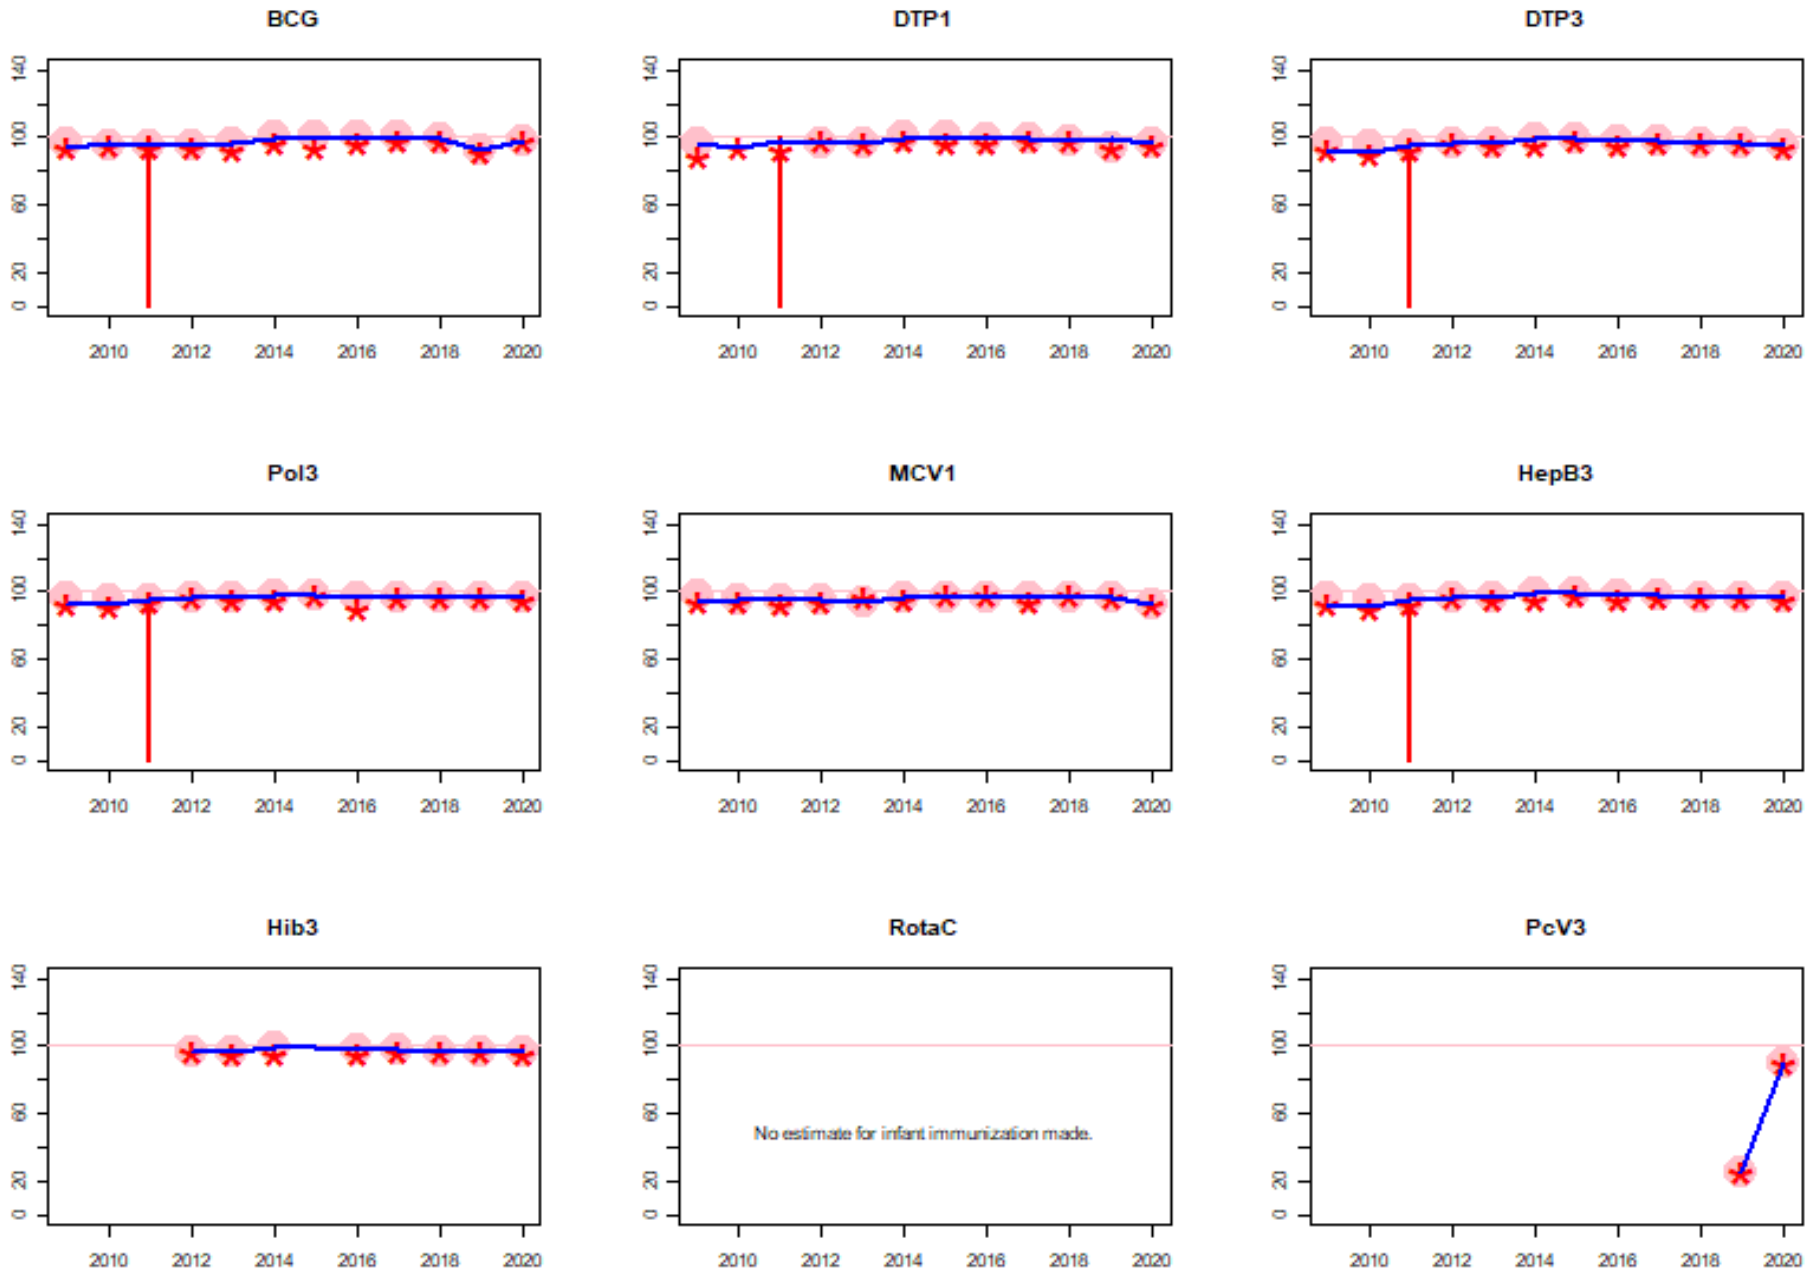 BCG DTP1 DTP3
140 140 140
100 100 100
60 60 60
20 20 20
0 0 0
2010 2012 2014 2016 2018 2020 2010 2012 2014 2016 2018 2020 2010 2012 2014 2016 2018 2020
Pol3 MCV1 HepB3
140 140 140
100 100 100
60 60 60
20 20 20
0 0 0
2010 2012 2014 2016 2018 2020 2010 2012 2014 2016 2018 2020 2010 2012 2014 2016 2018 2020
Hib3 RotaC PcV3
140 140 140
100 100 100
60 60 60
No estimate for infant immunization made.
20 20 20
0 0 0
2010 2012 2014 2016 2018 2020 2010 2012 2014 2016 2018 2020 2010 2012 2014 2016 2018 2020